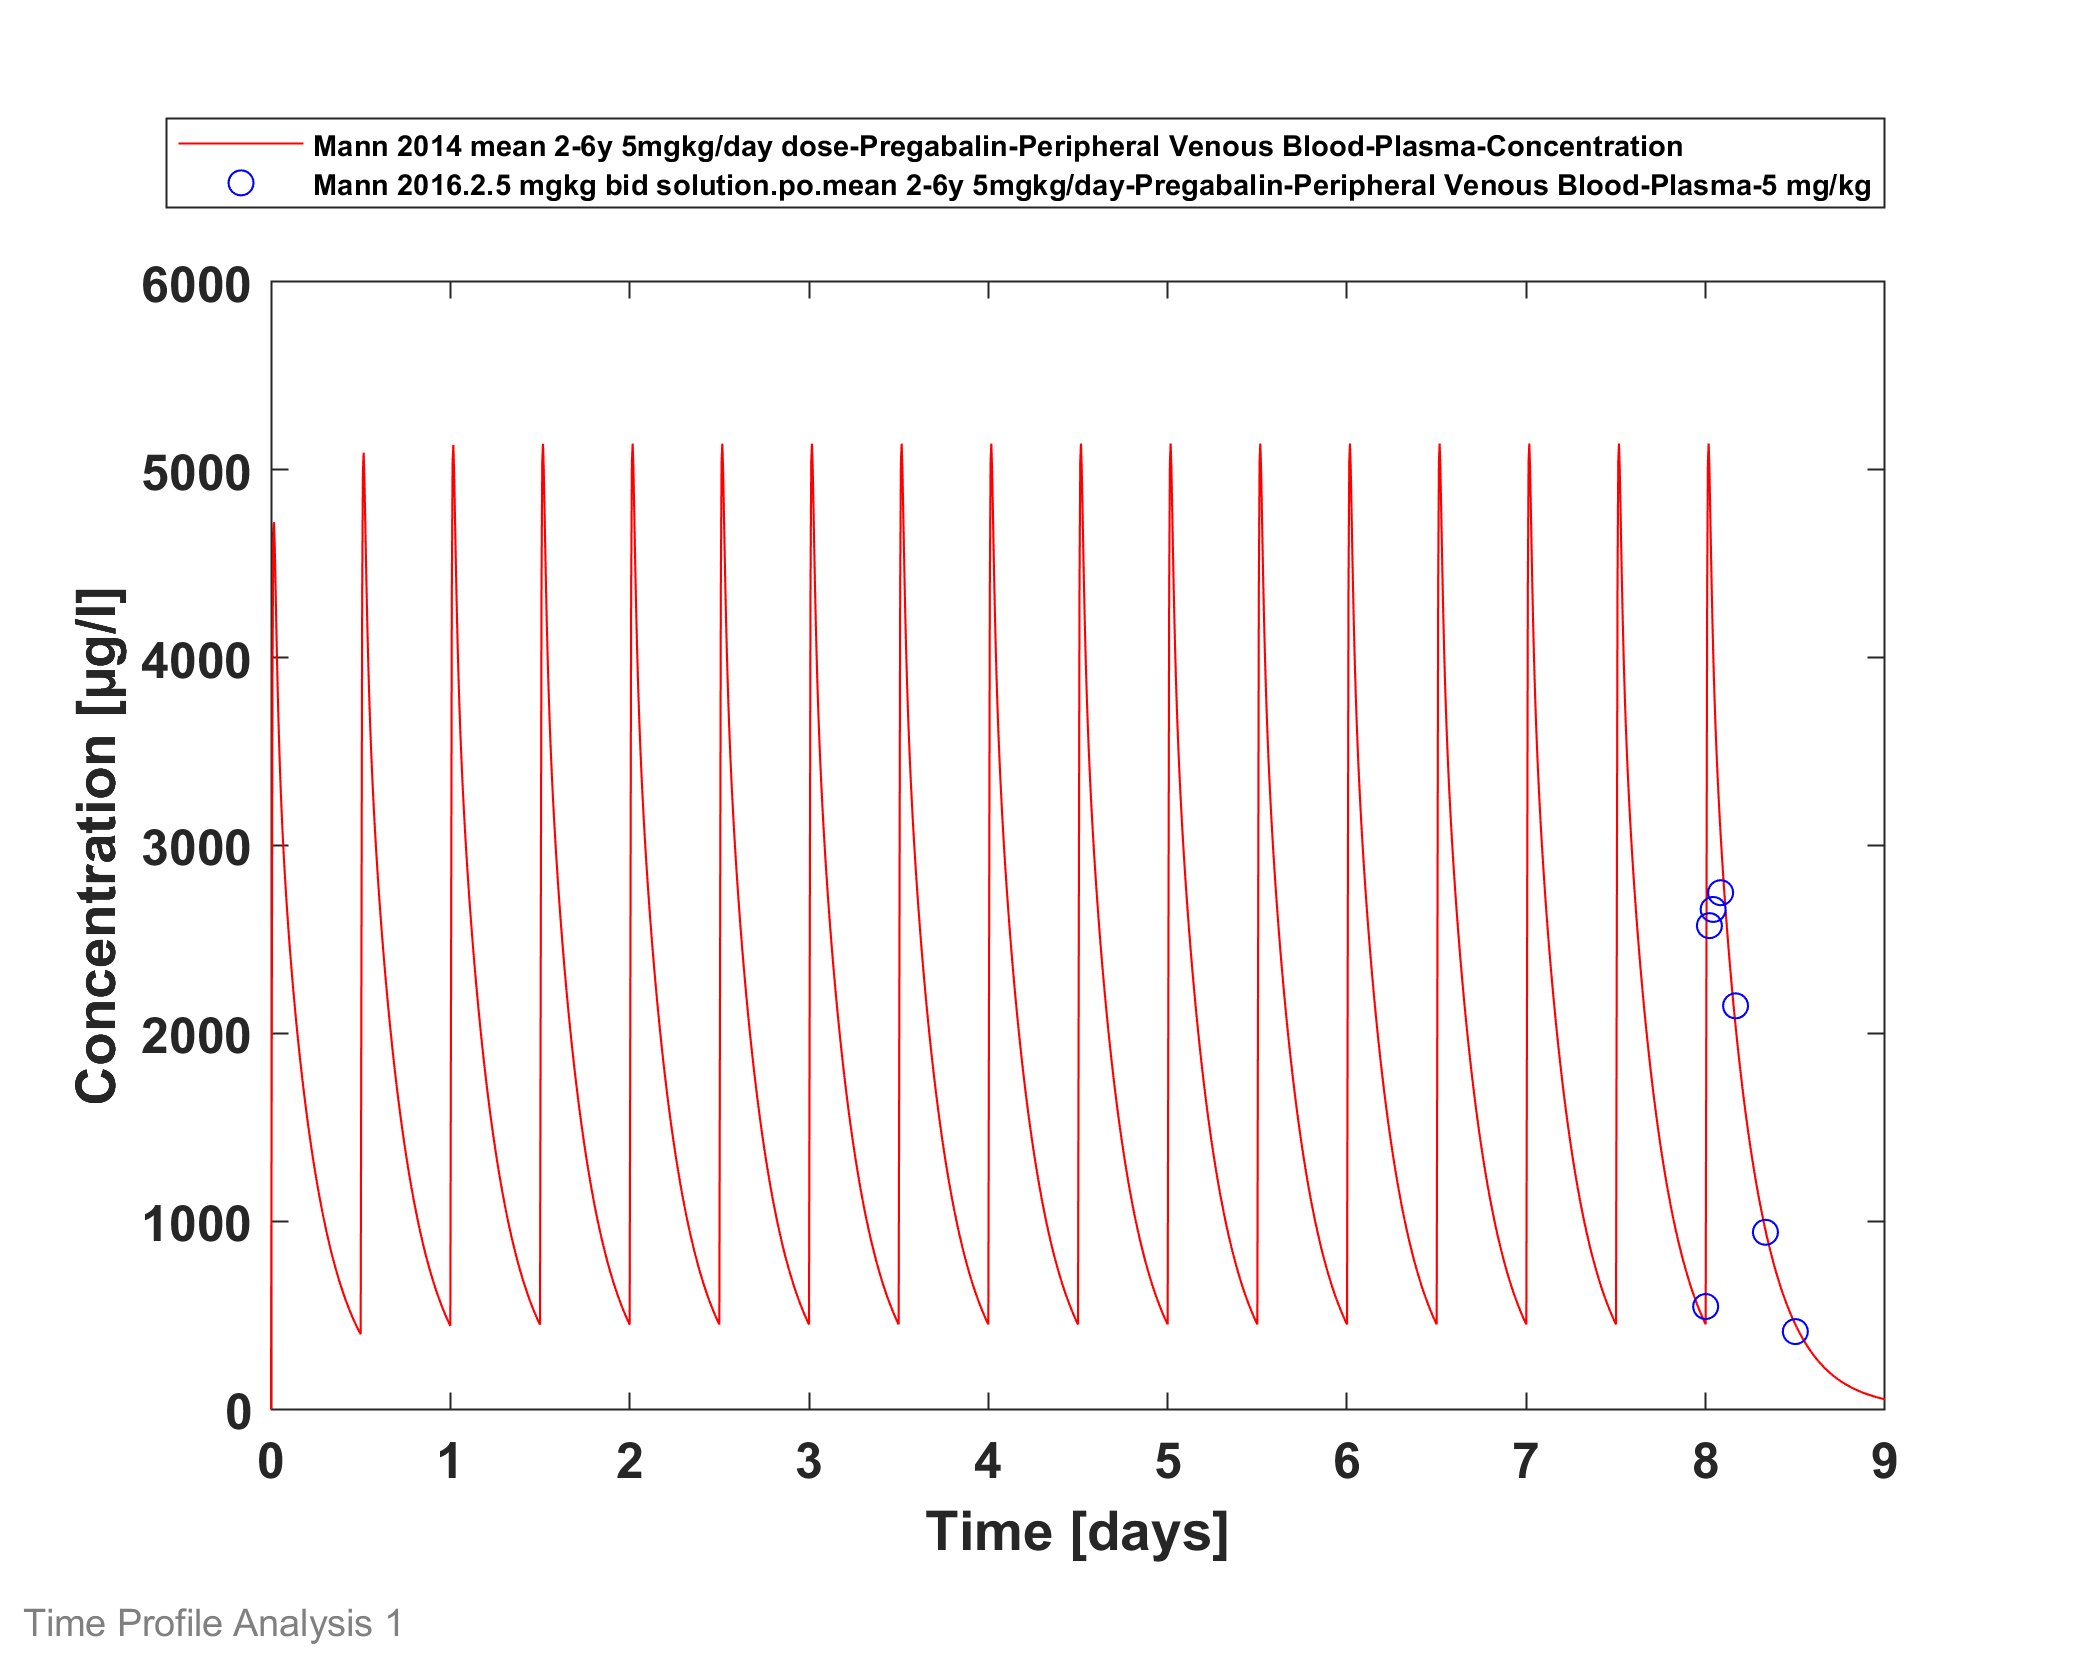 Mann 2014 mean 2-6y 5mgkg/day dose-Pregabalin-Peripheral Venous Blood-Plasma-Concentration
Mann 2016.2.5 mgkg bid solution.po.mean 2-6y 5mgkg/day-Pregabalin-Peripheral Venous Blood-Plasma-5 mg/kg
6000
5000
4000
3000
2000
1000
0
Concentration [µg/l]
0 1 2 3 4 5 6 7 8 9
Time [days]
Time Profile Analysis 1